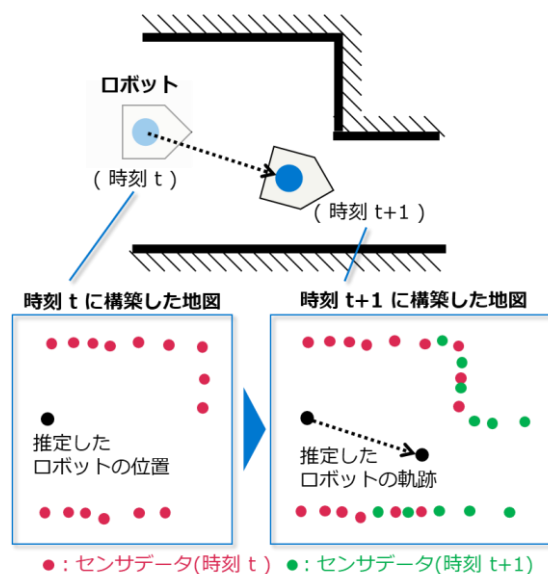 ロボット
( 時刻 t )
( 時刻 t+1 )
時刻 t に構築した地図
時刻 t+1 に構築した地図
推定した
ロボットの位置
推定した
ロボットの軌跡
●：センサデータ(時刻 t )
●：センサデータ(時刻 t+1)